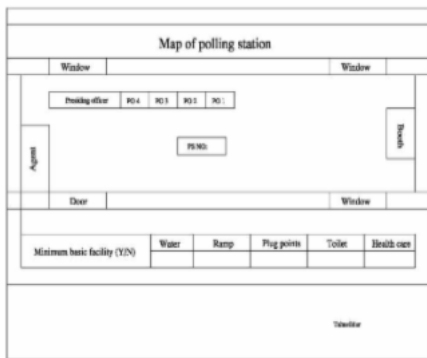 Map of polling station
Window Window
Presiding officer PO 4 PO 3 PO 2 PO 1
Booth
PS NO:
Agent
Door Window
Minimum basic facility (Y/N) Water Ramp Plug points Toilet Health care